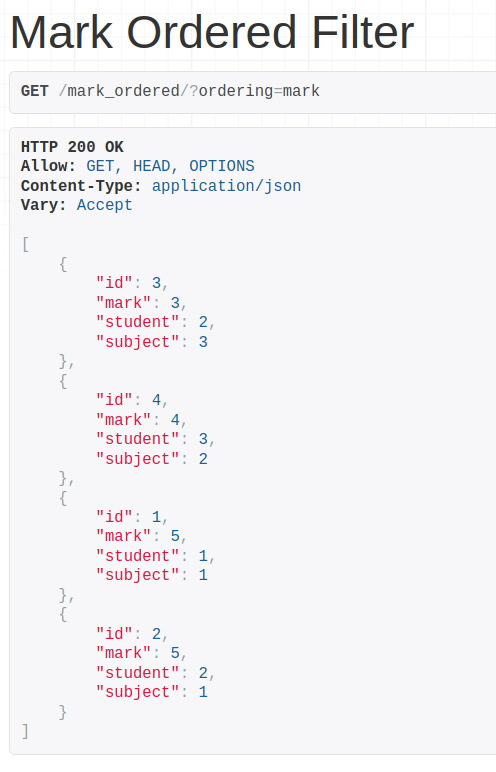 Mark Ordered Filter
GET /mark_ordered/?ordering=mark
HTTP 200 OK
Allow: GET, HEAD, OPTIONS
Content-Type: application/json
Vary: Accept
[
    {
        "id": 3,
        "mark": 3,
        "student": 2,
        "subject": 3
    },
    {
        "id": 4,
        "mark": 4,
        "student": 3,
        "subject": 2
    },
    {
        "id": 1,
        "mark": 5,
        "student": 1,
        "subject": 1
    },
    {
        "id": 2,
        "mark": 5,
        "student": 2,
        "subject": 1
    }
]